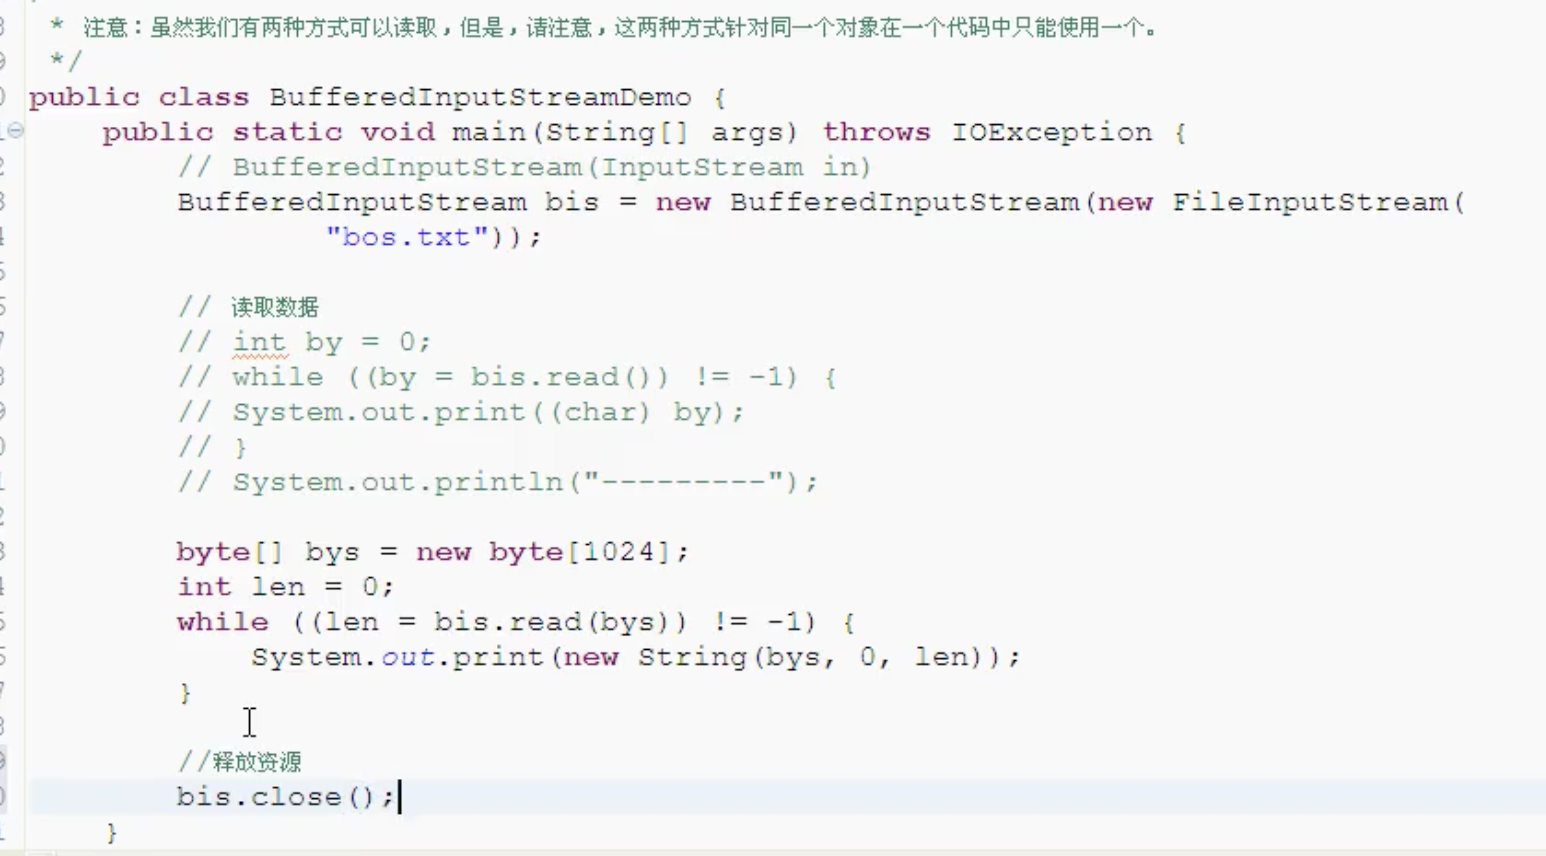 * 注意：虽然我们有两种方式可以读取，但是，请注意，这两种方式针对同一个对象在一个代码中只能使用一个。
*/
public class BufferedInputStreamDemo {
public static void main(String[] args) throws IOException {
// BufferedInputStream(InputStream in)
BufferedInputStream bis = new BufferedInputStream(new FileInputStream(
"bos.txt"));
// 读取数据
// int by = 0;
// while ((by = bis.read()) != -1) {
// System.out.print((char) by);
// }
// System.out.println("---------");
byte[] bys = new byte[1024];
int len = 0;
while ((len = bis.read(bys)) != -1) {
System.out.print(new String(bys, 0, len));
}
//释放资源
bis.close();
}